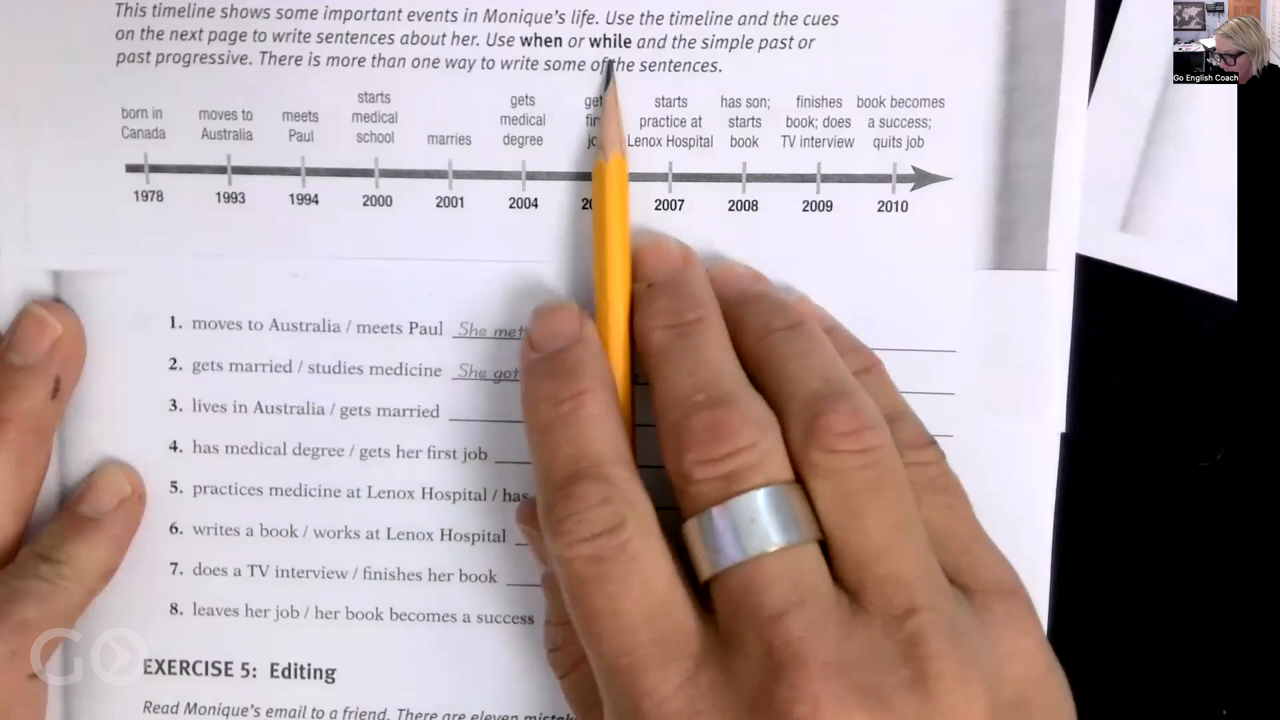 This timeline shows some important events in Monique's life. Use the timeline and the cues
on the next page to write sentences about her. Use when or while and the simple past or
past progressive. There is more than one way to write some of the sentences.
born in
Canada
moves to
Australia
meets
Paul
starts
medical
school
marries
gets
medical
degree
starts
practice at
Lenox Hospital
has son;
starts
book
finishes
book; does
TV interview
book becomes
a success;
quits job
1978
1993
1994
2000
2001
2004
2007
2008
2009
2010
1. moves to Australia / meets Paul She met
2. gets married / studies medicine She got
3. lives in Australia / gets married
4. has medical degree / gets her first job
5. practices medicine at Lenox Hospital / has
6. writes a book / works at Lenox Hospital
7. does a TV interview / finishes her book
8. leaves her job / her book becomes a success
EXERCISE 5: Editing
Read Monique's email to a friend. There are eleven
GO
Go English Coach